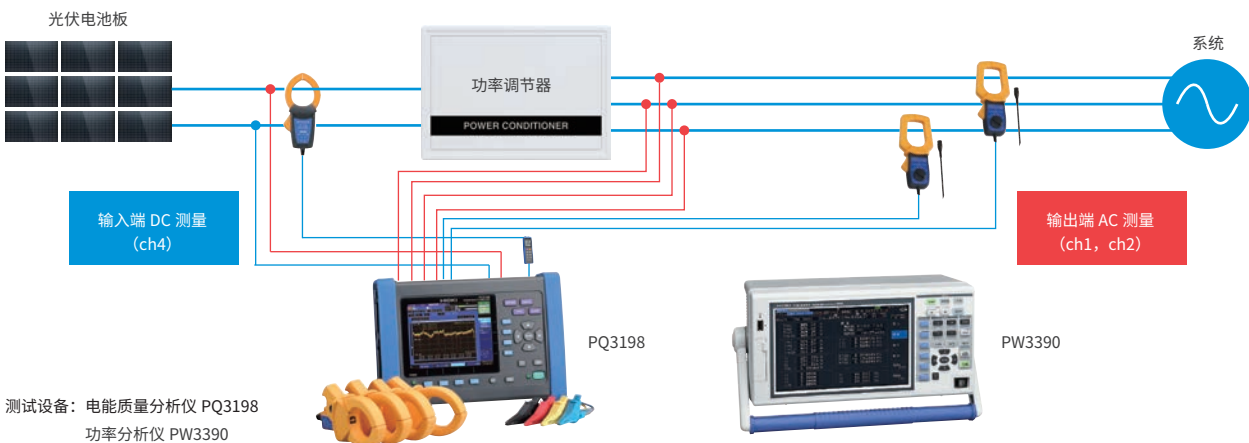 光伏电池板
系统
功率调节器
POWER CONDITIONER
输入端 DC 测量
（ch4）
输出端 AC 测量
（ch1，ch2）
HIOKI
PQ3198
PW3390
测试设备：电能质量分析仪 PQ3198
功率分析仪 PW3390